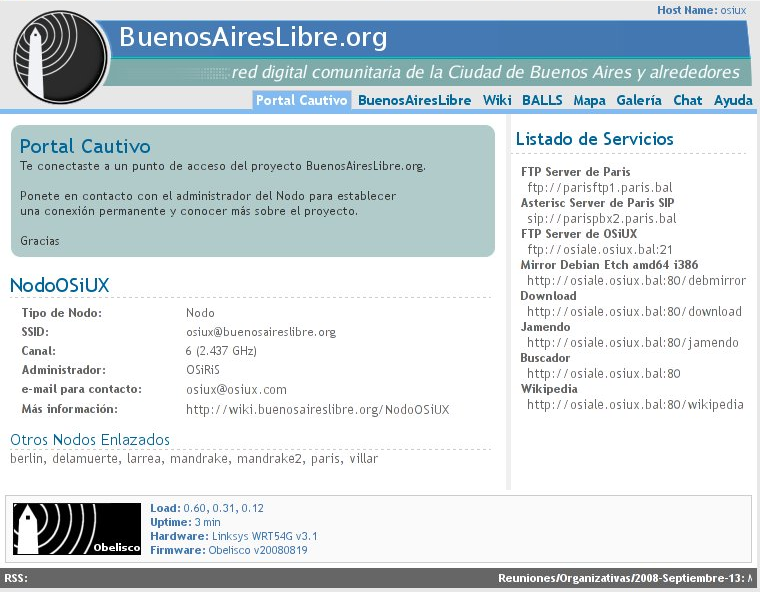 Host Name: osiux
BuenosAiresLibre.org
red digital comunitaria de la Ciudad de Buenos Aires y alrededores
Portal Cautivo BuenosAiresLibre Wiki BALLS Mapa Galería Chat Ayuda
Portal Cautivo
Te conectaste a un punto de acceso del proyecto BuenosAiresLibre.org.
Ponete en contacto con el administrador del Nodo para establecer
una conexión permanente y conocer más sobre el proyecto.
Gracias
NodoOSiUX
Tipo de Nodo: Nodo
SSID: osiux@buenosaireslibre.org
Canal: 6 (2.437 GHz)
Administrador: OSiRiS
e-mail para contacto: osiux@osiux.com
Más información: http://wiki.buenosaireslibre.org/NodoOSiUX
Otros Nodos Enlazados
berlin, delamuerte, larrea, mandrake, mandrake2, paris, villar
Listado de Servicios
FTP Server de Paris
ftp://parisftp1.paris.bal
Asterisc Server de Paris SIP
sip://parispbx2.paris.bal
FTP Server de OSiUX
ftp://osiale.osiux.bal:21
Mirror Debian Etch amd64 i386
http://osiale.osiux.bal:80/debmirror
Download
http://osiale.osiux.bal:80/download
Jamendo
http://osiale.osiux.bal:80/jamendo
Buscador
http://osiale.osiux.bal:80
Wikipedia
http://osiale.osiux.bal:80/wikipedia
Obelisco
Load: 0.60, 0.31, 0.12
Uptime: 3 min
Hardware: Linksys WRT54G v3.1
Firmware: Obelisco v20080819
RSS: Reuniones/Organizativas/2008-Septiembre-13: